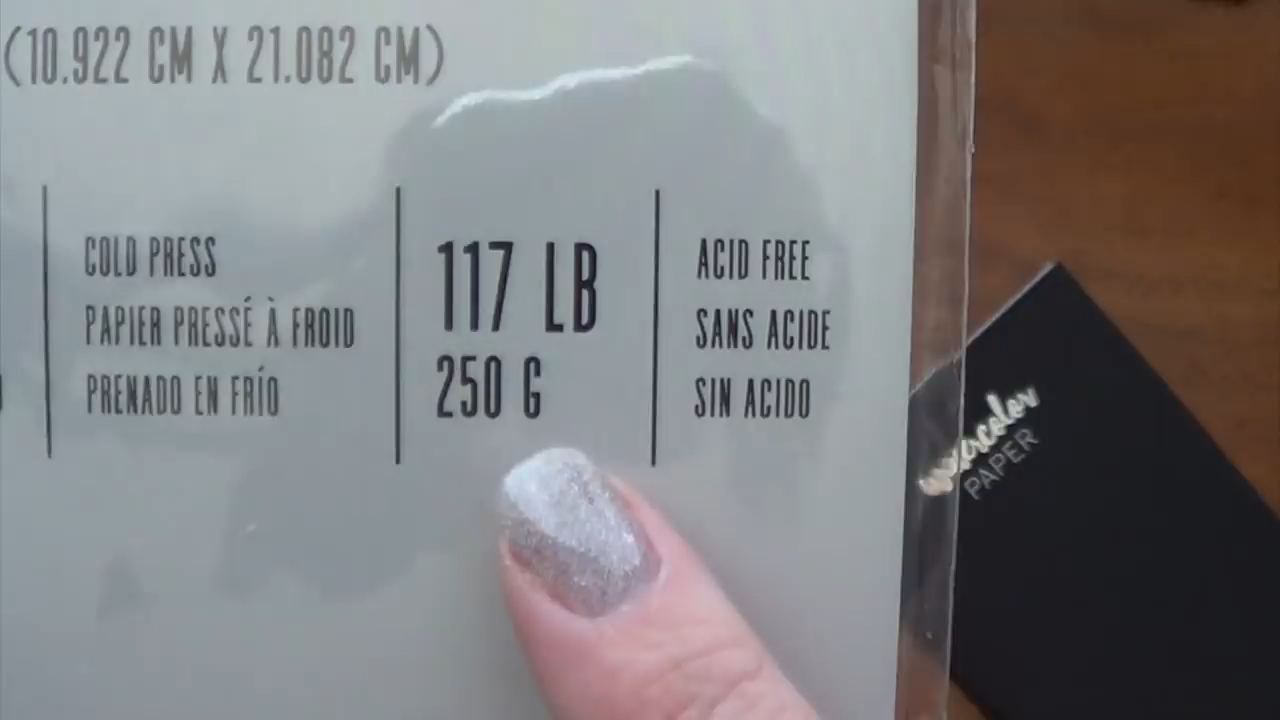 (10.922 CM X 21.082 CM)
COLD PRESS
PAPIER PRESSÉ À FROID
PRENADO EN FRÍO
117 LB
250 G
ACID FREE
SANS ACIDE
SIN ACIDO
watercolor
PAPER